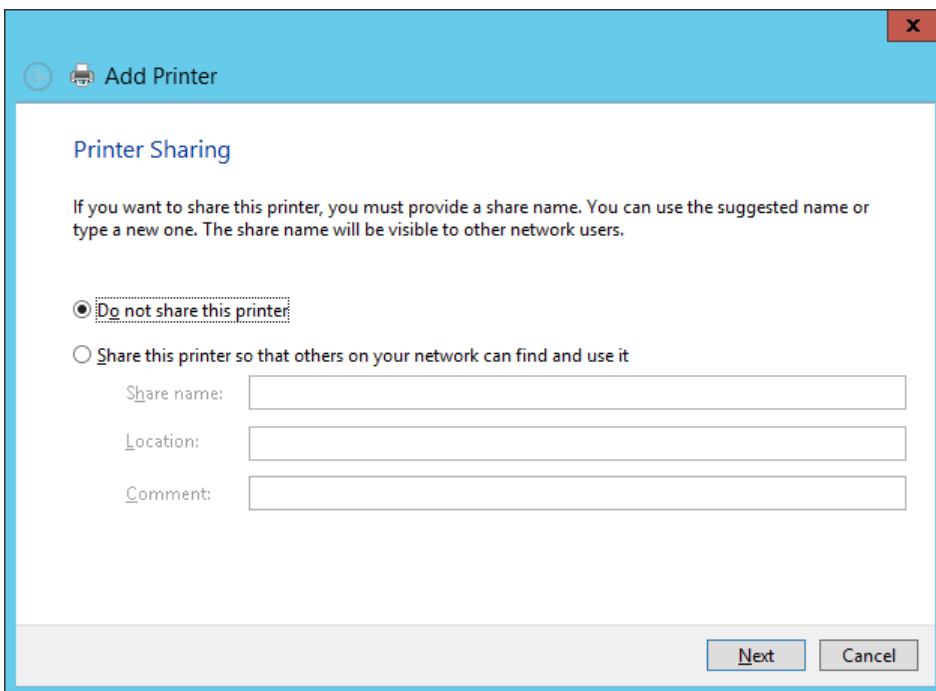 x
Add Printer
Printer Sharing
If you want to share this printer, you must provide a share name. You can use the suggested name or
type a new one. The share name will be visible to other network users.
Do not share this printer
Share this printer so that others on your network can find and use it
Share name:
Location:
Comment:
Next
Cancel